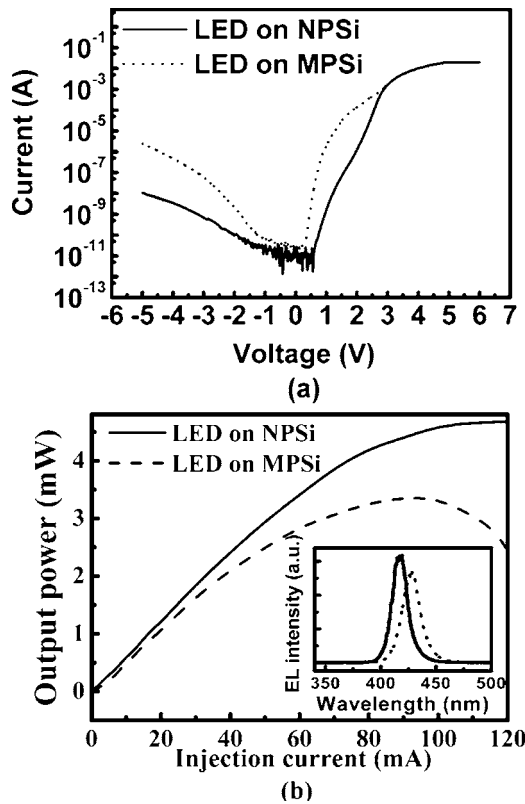 LED on NPSi
LED on MPSi
10⁻¹
10⁻³
10⁻⁵
10⁻⁷
10⁻⁹
10⁻¹¹
10⁻¹³
Current (A)
-6 -5 -4 -3 -2 -1 0 1 2 3 4 5 6 7
Voltage (V)
(a)
LED on NPSi
LED on MPSi
4
3
2
1
0
Output power (mW)
EL intensity (a.u.)
350 400 450 500
Wavelength (nm)
0 20 40 60 80 100 120
Injection current (mA)
(b)